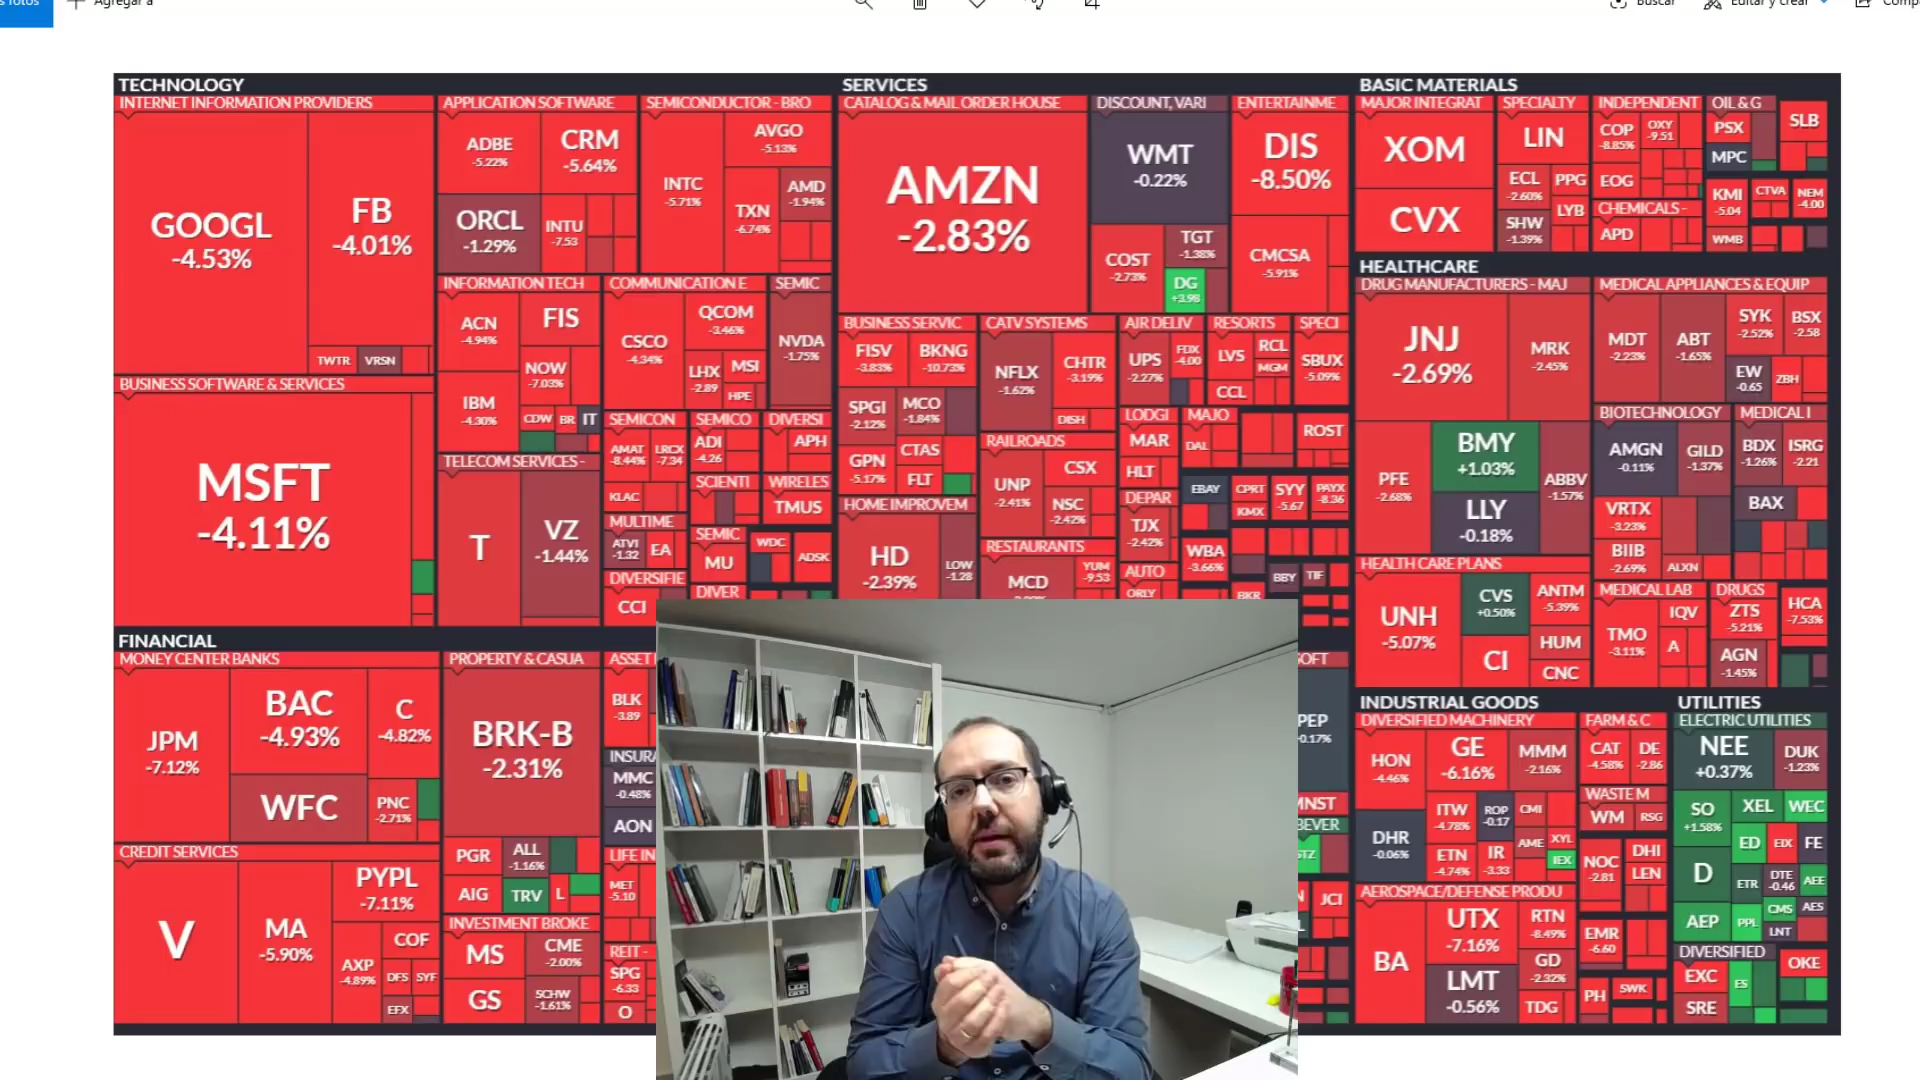 Agregar a
Buscar
Editar y crear
TECHNOLOGY
INTERNET INFORMATION PROVIDERS
GOOGL
-4.53%
FB
-4.01%
TWTR
VRSN
APPLICATION SOFTWARE
ADBE
-5.22%
CRM
-5.64%
ORCL
-1.29%
INTU
-7.53
SEMICONDUCTOR - BRO
INTC
-5.71%
AVGO
-5.13%
TXN
-6.74%
AMD
-1.94%
BUSINESS SOFTWARE & SERVICES
MSFT
-4.11%
INFORMATION TECH
ACN
-4.94%
FIS
NOW
-7.03%
IBM
-4.30%
CDW
BR
IT
COMMUNICATION E
CSCO
-4.34%
QCOM
-3.46%
LHX
-2.89
MSI
HPE
SEMIC
NVDA
-1.75%
TELECOM SERVICES -
T
VZ
-1.44%
SEMICON
AMAT
-8.44%
LRCX
-7.34
KLAC
SEMICO
ADI
-4.26
DIVERSI
APH
SCIENTI
WIRELES
TMUS
MULTIME
ATVI
-1.32
EA
SEMIC
MU
WDC
ADSK
DIVERSIFIE
CCI
DIVER
SERVICES
CATALOG & MAIL ORDER HOUSE
AMZN
-2.83%
DISCOUNT, VARI
WMT
-0.22%
COST
-2.73%
TGT
-1.38%
DG
+3.98
ENTERTAINME
DIS
-8.50%
CMCSA
-5.91%
BUSINESS SERVIC
FISV
-3.83%
BKNG
-10.73%
SPGI
-2.12%
MCO
-1.84%
GPN
-5.17%
CTAS
FLT
CATV SYSTEMS
NFLX
-1.62%
CHTR
-3.19%
DISH
AIR DELIV
UPS
-2.27%
FDX
-4.00
RESORTS
LVS
RCL
MGM
CCL
SPECI
SBUX
-5.09%
RAILROADS
UNP
-2.41%
CSX
NSC
-2.42%
LODGI
MAR
HLT
MAJO
DAL
ROST
HOME IMPROVEM
HD
-2.39%
LOW
-1.28
RESTAURANTS
MCD
YUM
-9.53
DEPAR
TJX
-2.42%
EBAY
CPRT
KMX
SYY
-5.67
PAYX
-8.36
AUTO
ORLY
WBA
-3.66%
BBY
TIF
BKR
BASIC MATERIALS
MAJOR INTEGRAT
XOM
CVX
SPECIALTY
LIN
ECL
-2.60%
PPG
SHW
-1.39%
LYB
INDEPENDENT
COP
-8.85%
OXY
-9.51
EOG
CHEMICALS -
APD
OIL & G
PSX
MPC
SLB
KMI
-5.04
CTVA
NEM
-4.00
WMB
HEALTHCARE
DRUG MANUFACTURERS - MAJ
JNJ
-2.69%
MRK
-2.45%
PFE
-2.68%
BMY
+1.03%
LLY
-0.18%
ABBV
-1.57%
MEDICAL APPLIANCES & EQUIP
MDT
-2.23%
ABT
-1.65%
SYK
-2.52%
BSX
-2.58
EW
-0.65
ZBH
BIOTECHNOLOGY
AMGN
-0.11%
GILD
-1.37%
VRTX
-3.23%
BIIB
-2.69%
ALXN
MEDICAL I
BDX
-1.26%
ISRG
-2.21
BAX
HEALTH CARE PLANS
UNH
-5.07%
CVS
+0.50%
ANTM
-5.39%
CI
HUM
CNC
MEDICAL LAB
TMO
-3.11%
IQV
A
DRUGS
ZTS
-5.21%
AGN
-1.45%
HCA
-7.53%
FINANCIAL
MONEY CENTER BANKS
JPM
-7.12%
BAC
-4.93%
C
-4.82%
WFC
PNC
-2.71%
PROPERTY & CASUA
BRK-B
-2.31%
PGR
ALL
-1.16%
AIG
TRV
L
ASSET
BLK
-3.89
INSURA
MMC
-0.48%
AON
LIFE IN
MET
-5.10
REIT -
SPG
-6.33
O
CREDIT SERVICES
V
MA
-5.90%
PYPL
-7.11%
AXP
-4.89%
COF
DFS
SYF
EFX
INVESTMENT BROKE
MS
CME
-2.00%
GS
SCHW
-1.61%
PEP
BEVER
JCI
INDUSTRIAL GOODS
DIVERSIFIED MACHINERY
HON
-4.46%
GE
-6.16%
MMM
-2.16%
DHR
-0.06%
ITW
-4.78%
ROP
-0.17
CMI
ETN
-4.74%
IR
-3.33
AME
XYL
IEX
FARM & C
CAT
-4.58%
DE
-2.86
WASTE M
WM
RSG
NOC
-2.81
DHI
LEN
AEROSPACE/DEFENSE PRODU
BA
UTX
-7.16%
RTN
-8.49%
LMT
-0.56%
GD
-2.32%
TDG
EMR
-6.60
PH
SWK
UTILITIES
ELECTRIC UTILITIES
NEE
+0.37%
DUK
-1.23%
SO
+1.58%
XEL
WEC
ED
EIX
FE
D
ETR
DTE
-0.46
AEE
AEP
PPL
CMS
AES
LNT
DIVERSIFIED
EXC
ES
OKE
SRE